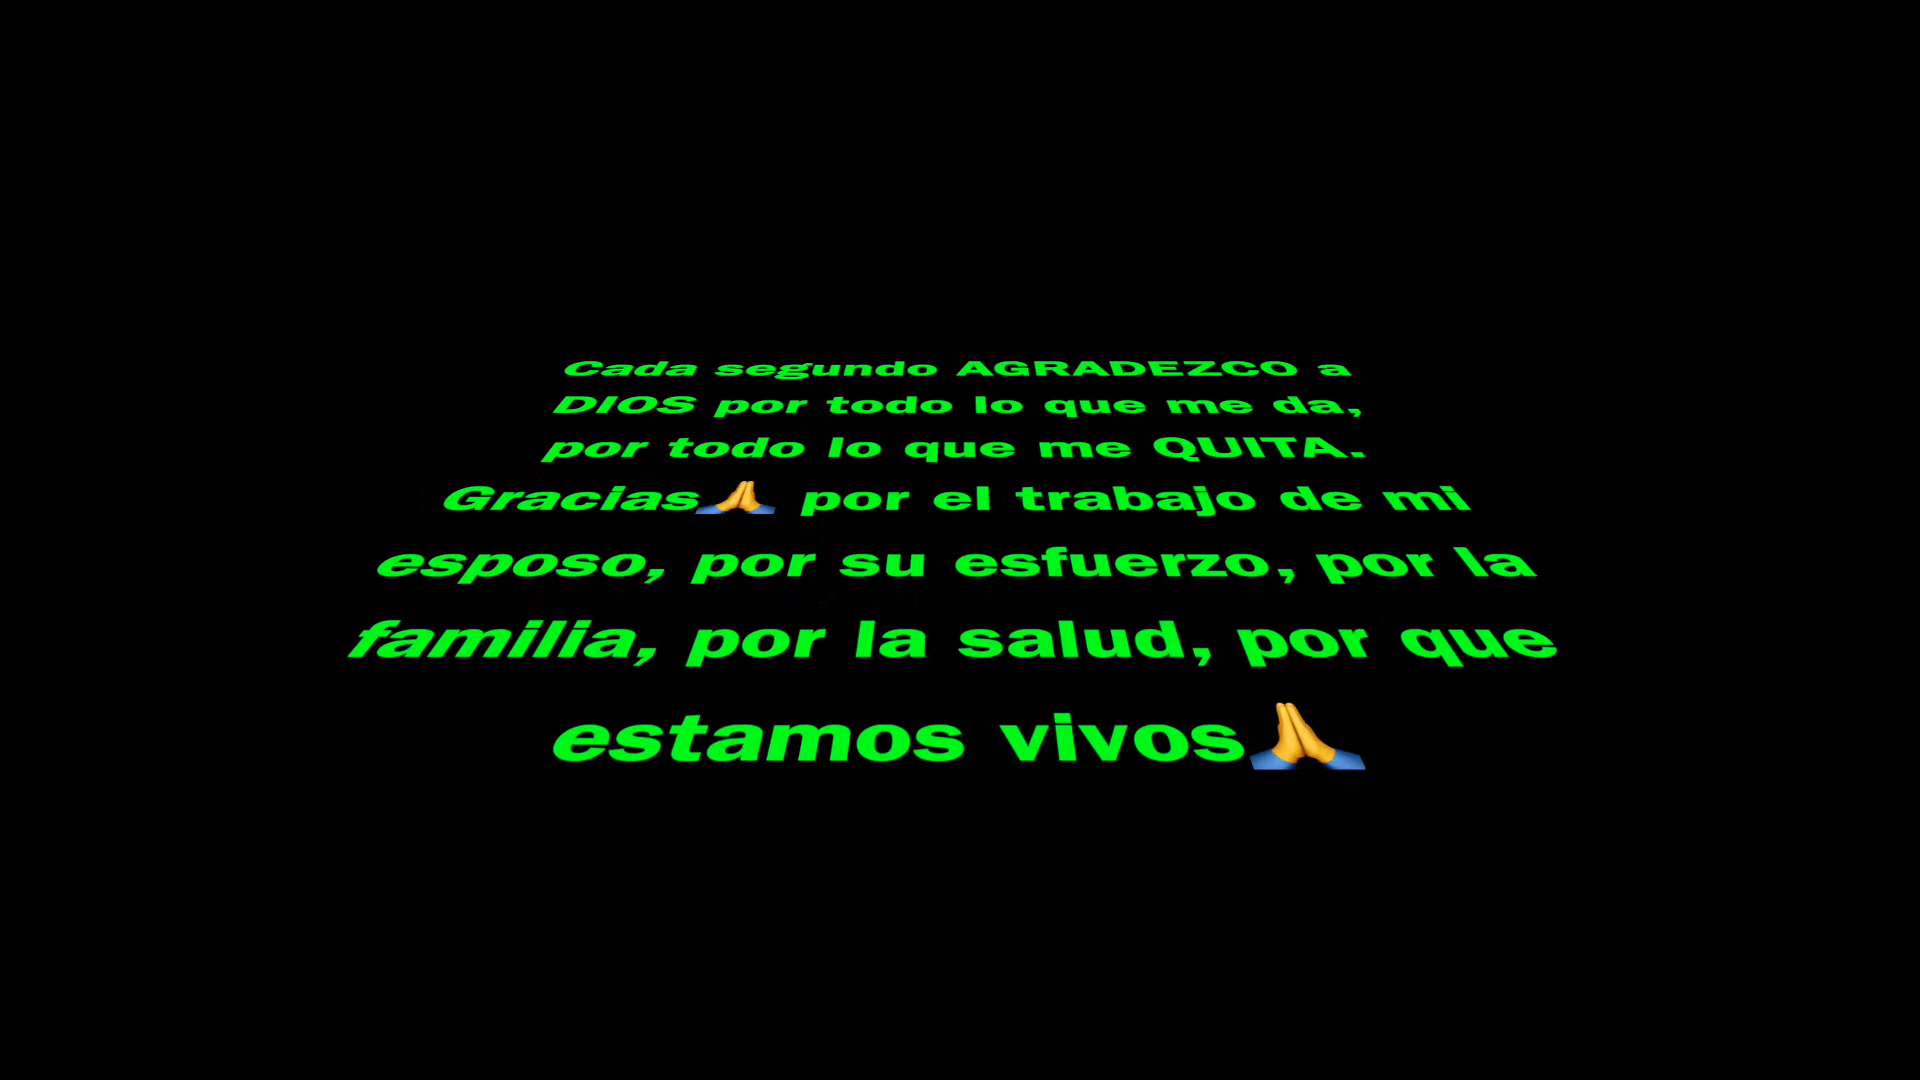 Cada segundo AGRADEZCO a
DIOS por todo lo que me da,
por todo lo que me QUITA.
Gracias🙏 por el trabajo de mi
esposo, por su esfuerzo, por la
familia, por la salud, por que
estamos vivos🙏